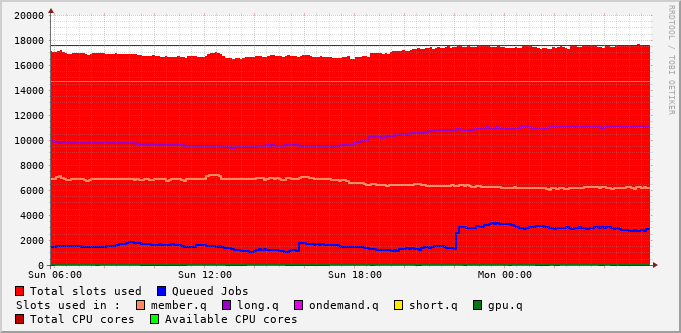 RRDTOOL / TOBI OETIKER
20000
18000
16000
14000
12000
10000
8000
6000
4000
2000
0
Sun 06:00 Sun 12:00 Sun 18:00 Mon 00:00
Total slots used Queued Jobs
Slots used in : member.q long.q ondemand.q short.q gpu.q
Total CPU cores Available CPU cores